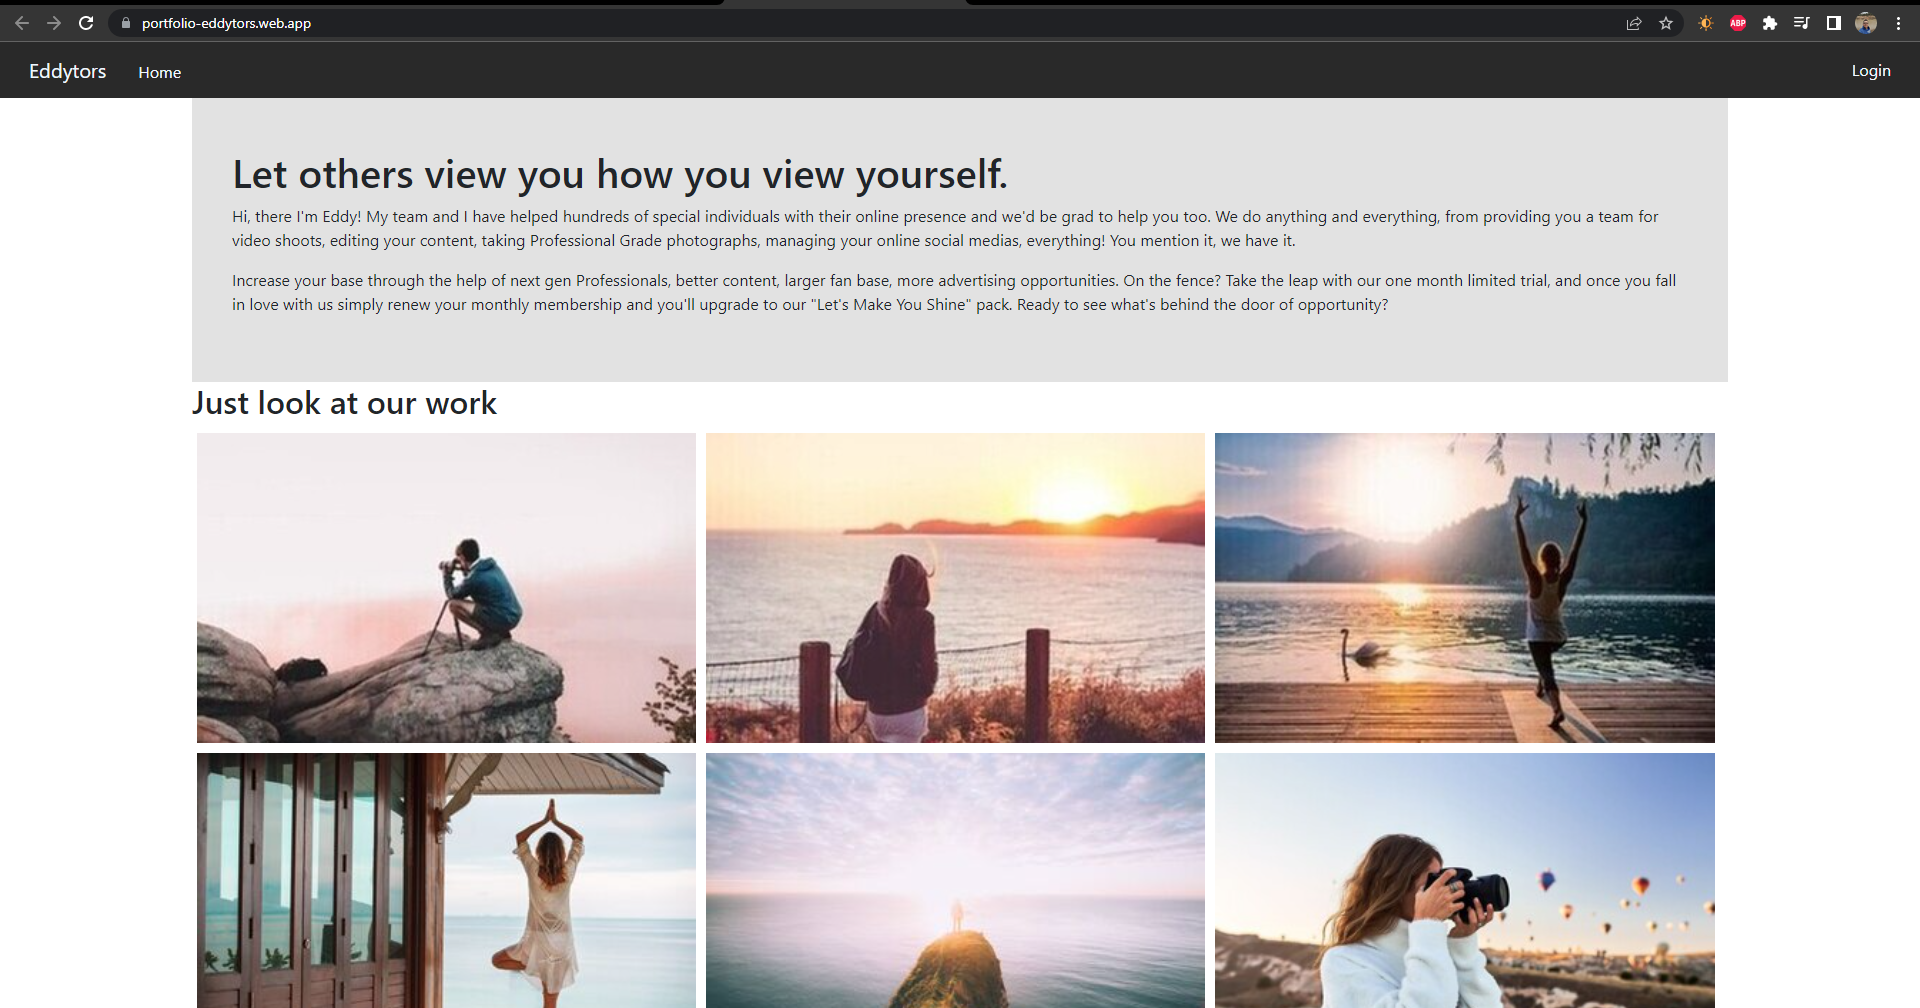 portfolio-eddytors.web.app
ABP
Eddytors
Home
Login
Let others view you how you view yourself.
Hi, there I'm Eddy! My team and I have helped hundreds of special individuals with their online presence and we'd be grad to help you too. We do anything and everything, from providing you a team for
video shoots, editing your content, taking Professional Grade photographs, managing your online social medias, everything! You mention it, we have it.
Increase your base through the help of next gen Professionals, better content, larger fan base, more advertising opportunities. On the fence? Take the leap with our one month limited trial, and once you fall
in love with us simply renew your monthly membership and you'll upgrade to our "Let's Make You Shine" pack. Ready to see what's behind the door of opportunity?
Just look at our work